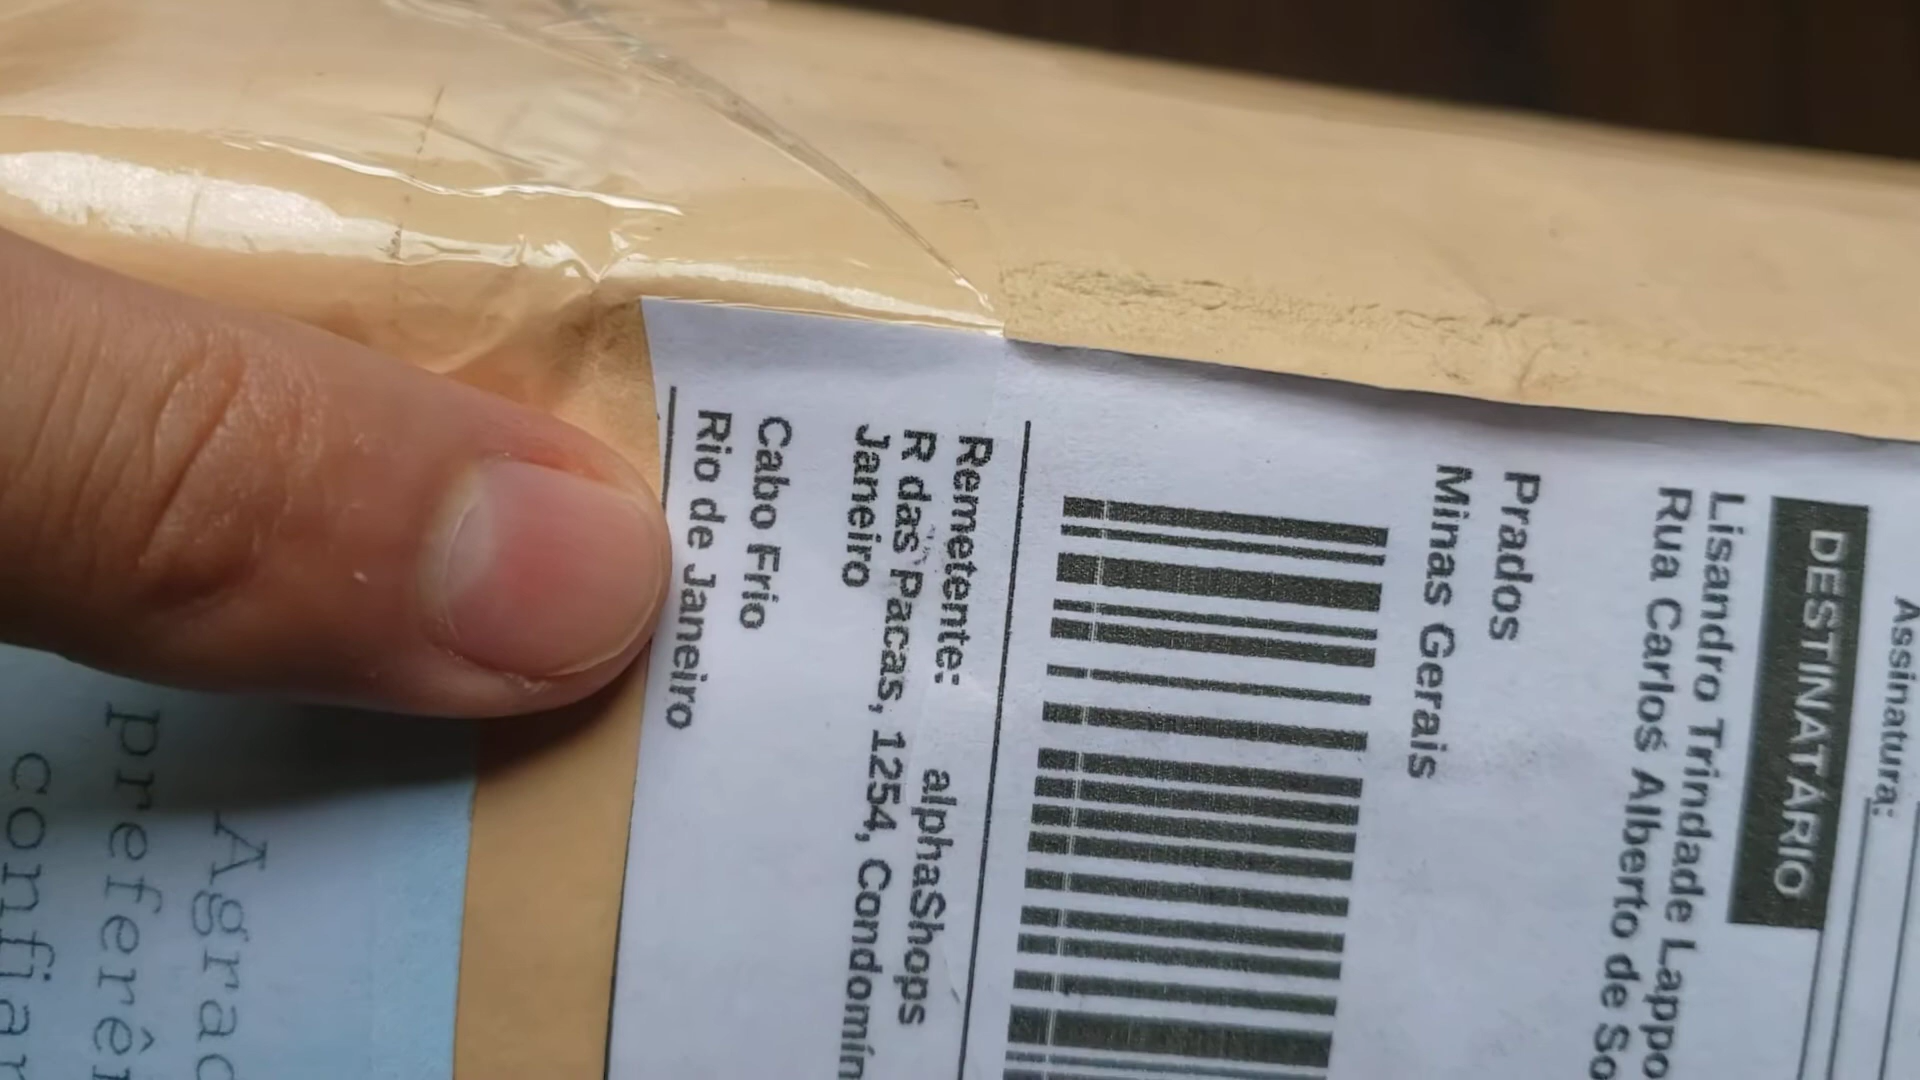 Assinatura:
DESTINATÁRIO
Lisandro Trindade Lappo
Rua Carlos Alberto de So
Prados
Minas Gerais
Remetente: alphaShops
R das Pacas, 1254, Condomín
Janeiro
Cabo Frio
Rio de Janeiro
Agrad
preferên
confian